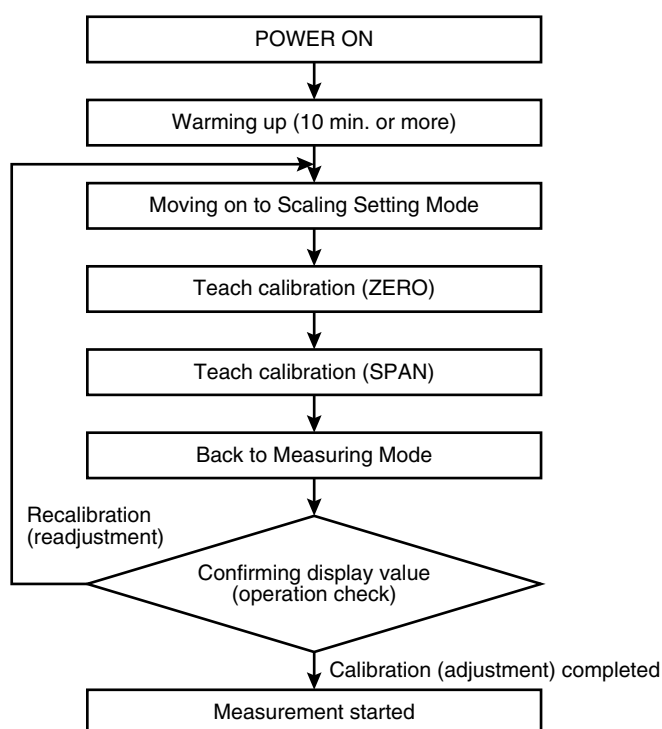 POWER ON
Warming up (10 min. or more)
Moving on to Scaling Setting Mode
Teach calibration (ZERO)
Teach calibration (SPAN)
Back to Measuring Mode
Recalibration
(readjustment)
Confirming display value
(operation check)
Calibration (adjustment) completed
Measurement started